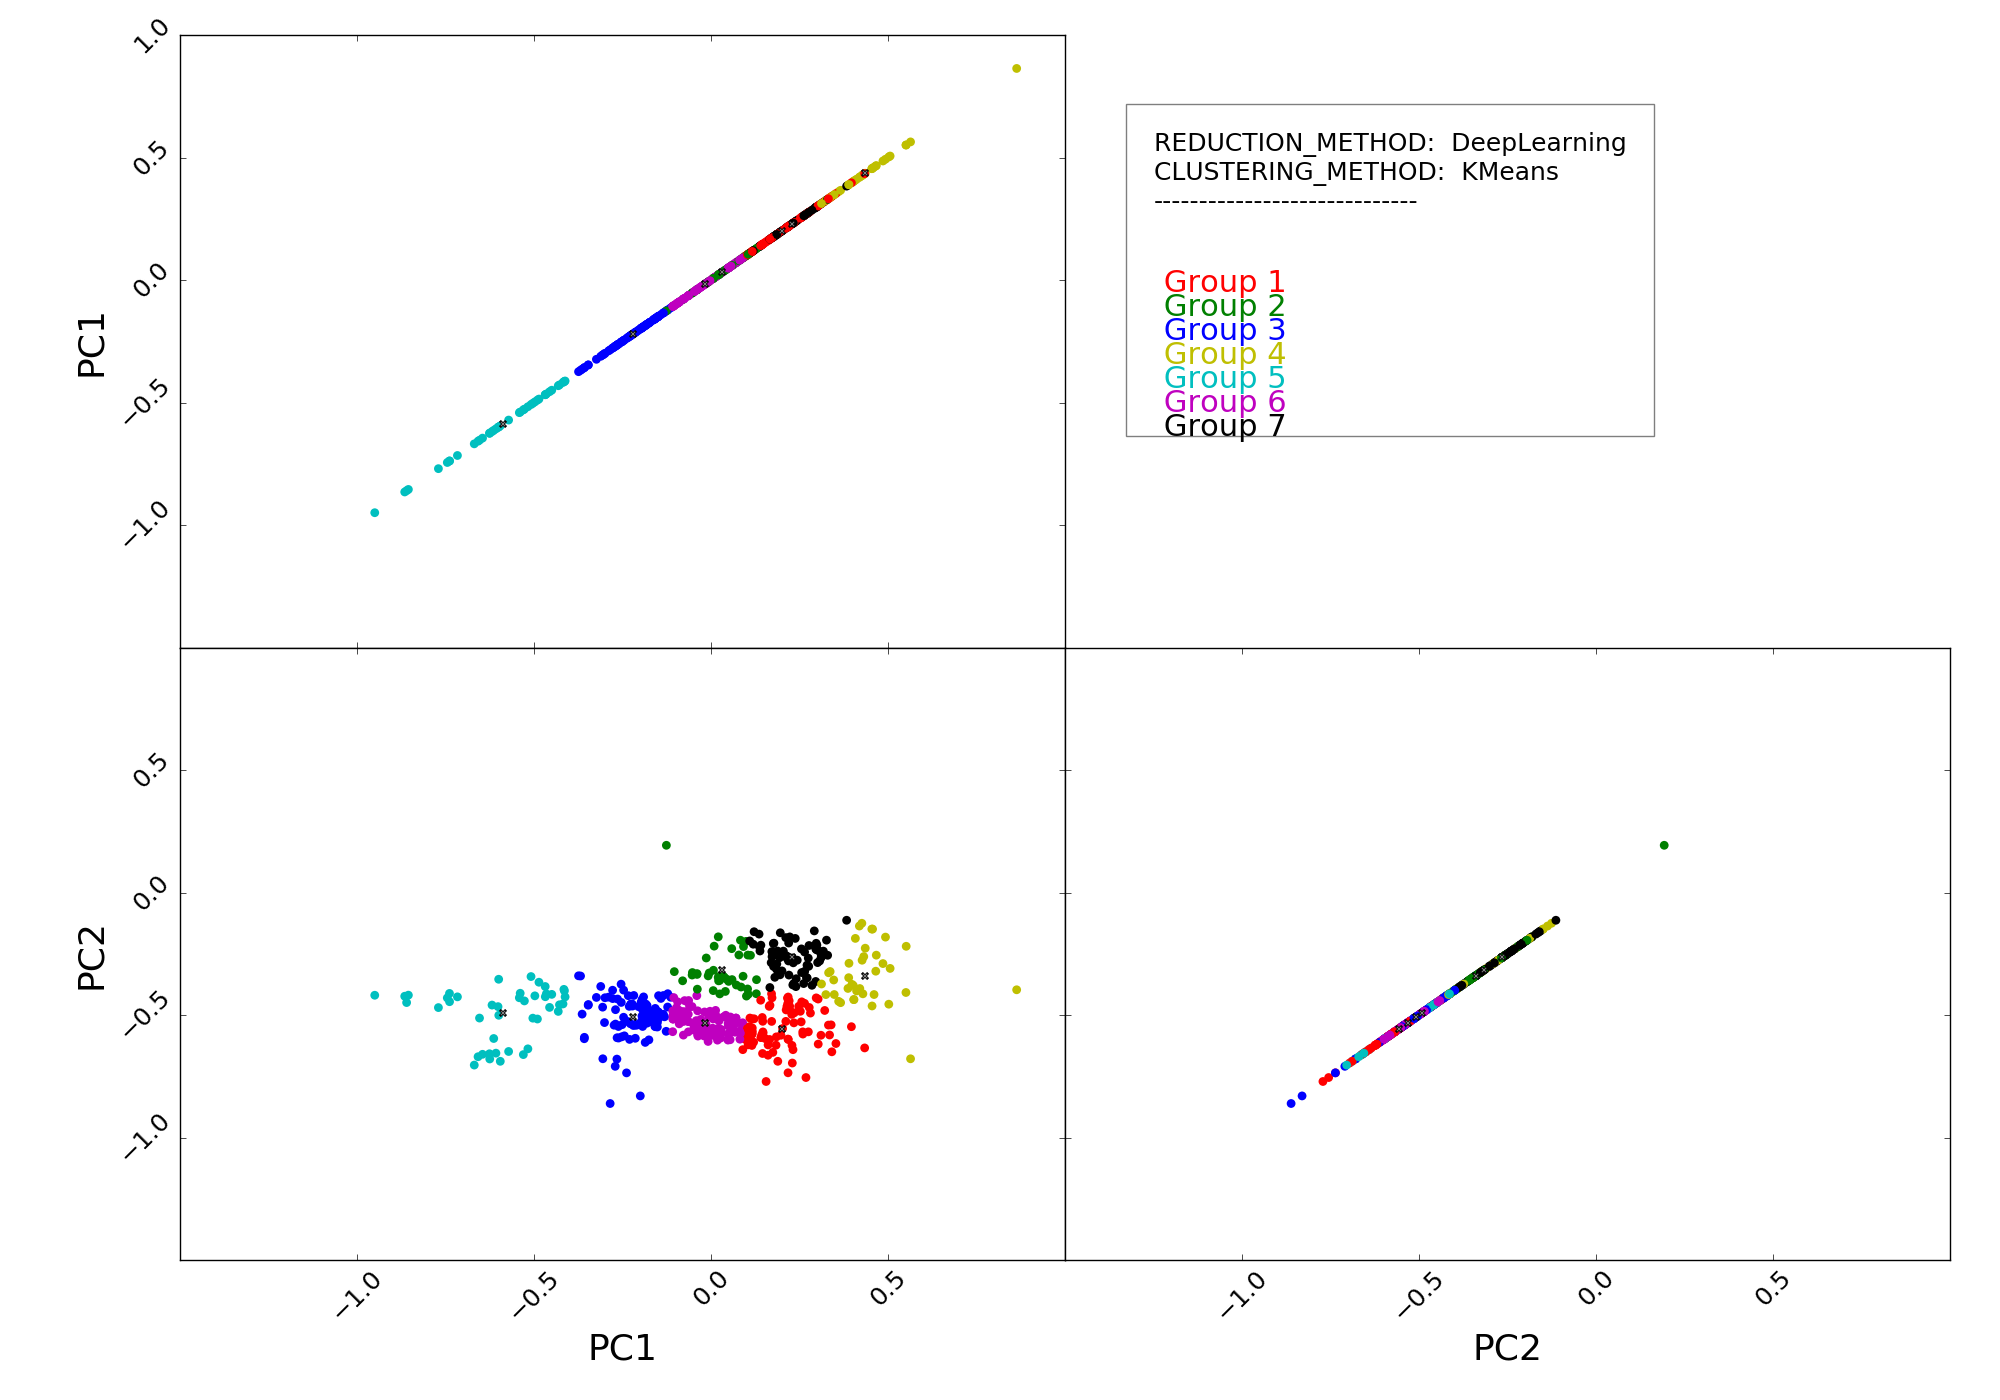 1.0
0.5
0.0
−0.5
−1.0
PC1
REDUCTION_METHOD:  DeepLearning
CLUSTERING_METHOD:  KMeans
-----------------------------
Group 1
Group 2
Group 3
Group 4
Group 5
Group 6
Group 7
0.5
0.0
−0.5
−1.0
PC2
−1.0 −0.5 0.0 0.5
PC1
−1.0 −0.5 0.0 0.5
PC2